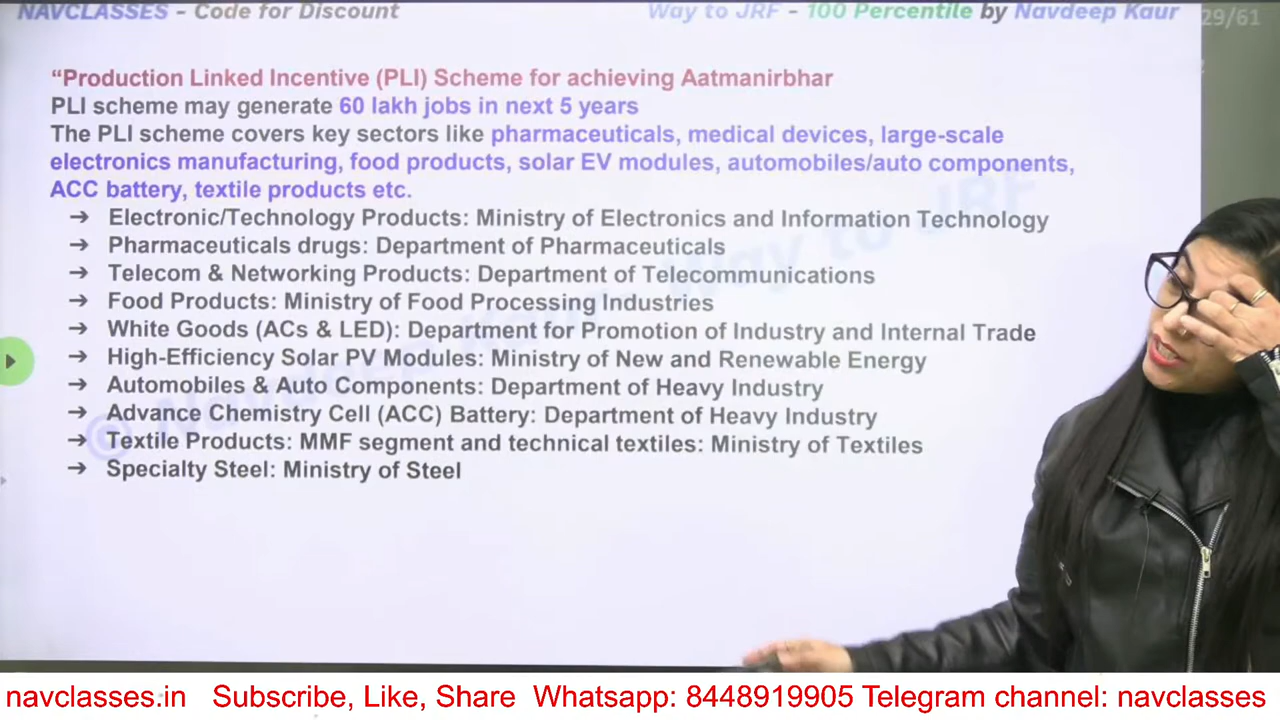 NAVCLASSES - Code for Discount Way to JRF - 100 Percentile by Navdeep Kaur 29/61
“Production Linked Incentive (PLI) Scheme for achieving Aatmanirbhar
PLI scheme may generate 60 lakh jobs in next 5 years
The PLI scheme covers key sectors like pharmaceuticals, medical devices, large-scale
electronics manufacturing, food products, solar EV modules, automobiles/auto components,
ACC battery, textile products etc.
➔ Electronic/Technology Products: Ministry of Electronics and Information Technology
➔ Pharmaceuticals drugs: Department of Pharmaceuticals
➔ Telecom & Networking Products: Department of Telecommunications
➔ Food Products: Ministry of Food Processing Industries
➔ White Goods (ACs & LED): Department for Promotion of Industry and Internal Trade
➔ High-Efficiency Solar PV Modules: Ministry of New and Renewable Energy
➔ Automobiles & Auto Components: Department of Heavy Industry
➔ Advance Chemistry Cell (ACC) Battery: Department of Heavy Industry
➔ Textile Products: MMF segment and technical textiles: Ministry of Textiles
➔ Specialty Steel: Ministry of Steel
© Navdeep Kaur Way to JRF
navclasses.in Subscribe, Like, Share Whatsapp: 8448919905 Telegram channel: navclasses